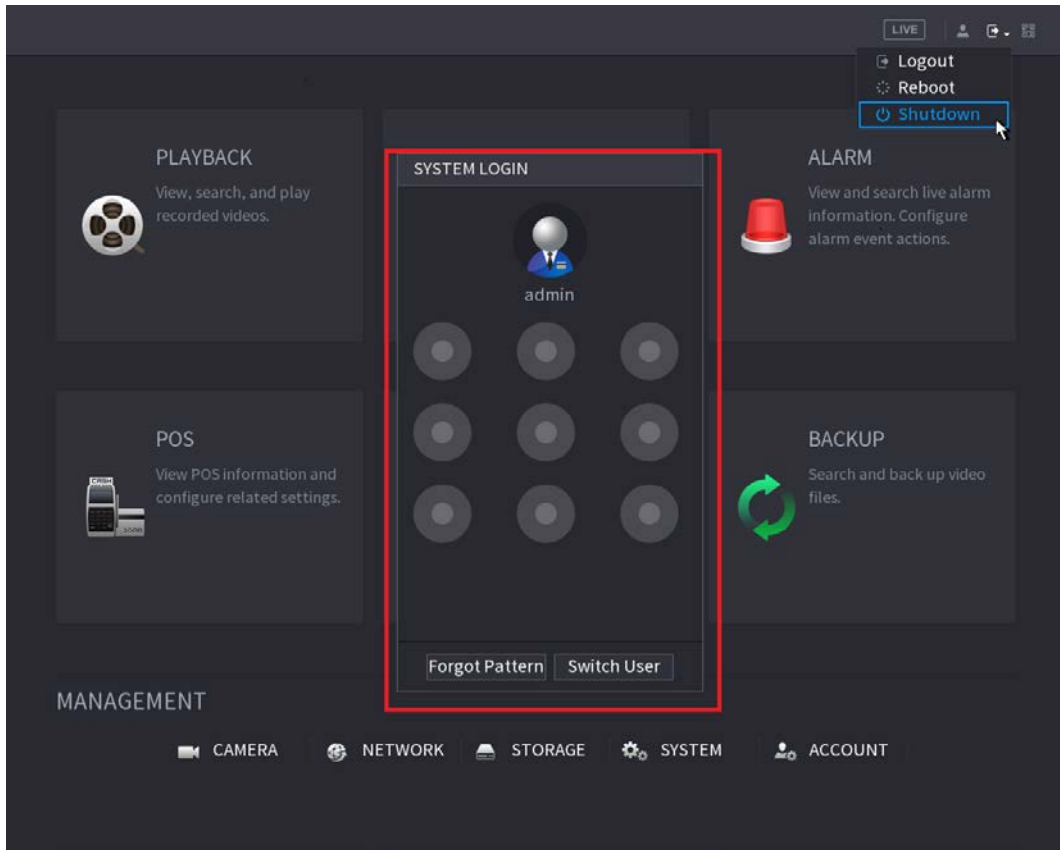 LIVE
Logout
Reboot
Shutdown
PLAYBACK
View, search, and play
recorded videos.
SYSTEM LOGIN
admin
Forgot Pattern
Switch User
ALARM
View and search live alarm
information. Configure
alarm event actions.
POS
View POS information and
configure related settings.
BACKUP
Search and back up video
files.
MANAGEMENT
CAMERA
NETWORK
STORAGE
SYSTEM
ACCOUNT